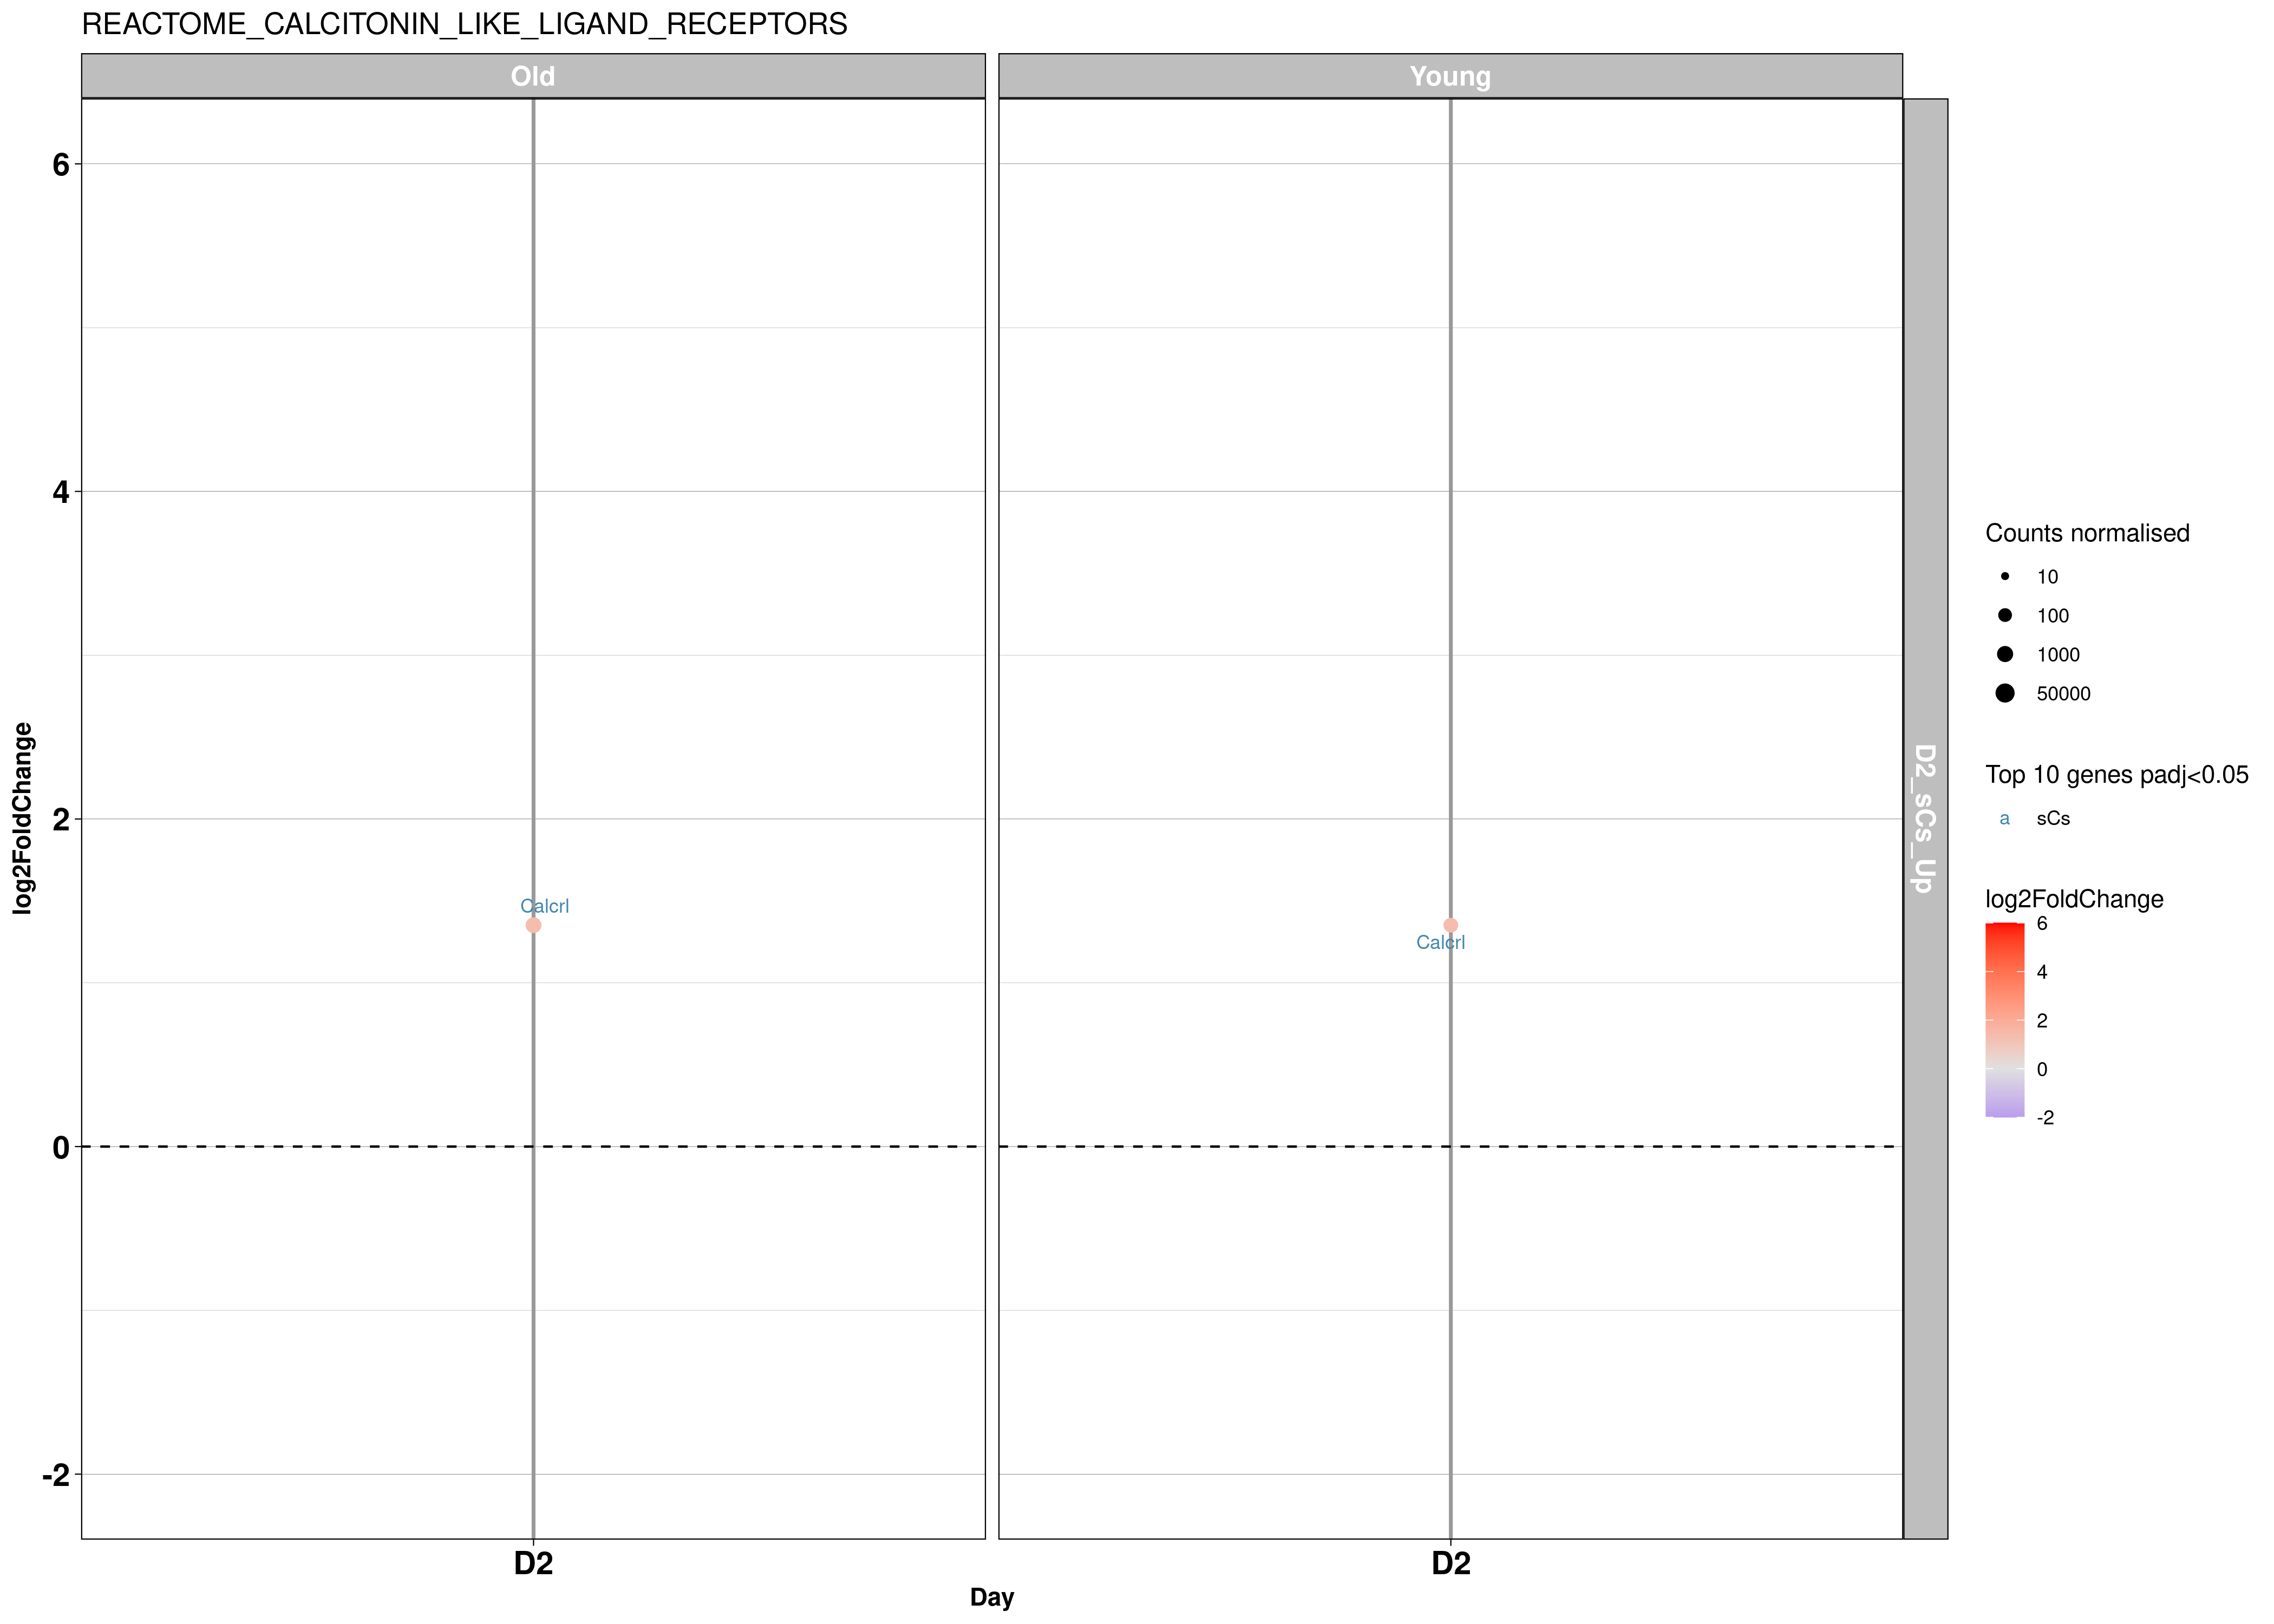 REACTOME_CALCITONIN_LIKE_LIGAND_RECEPTORS
Old
Young
6
4
2
0
-2
log2FoldChange
Calcrl
Calcrl
D2_sCs_Up
D2
D2
Day
Counts normalised
10
100
1000
50000
Top 10 genes padj<0.05
a sCs
log2FoldChange
6
4
2
0
-2